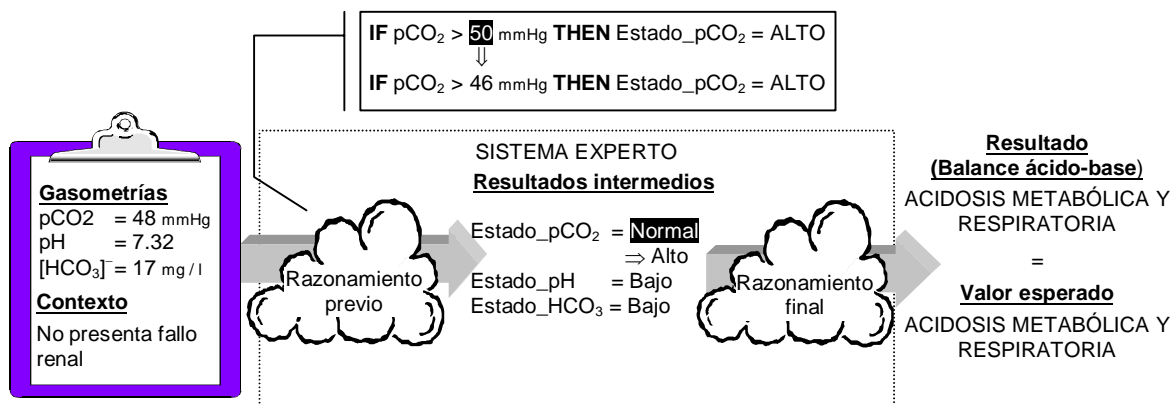 IF pCO₂ > 50 mmHg THEN Estado_pCO₂ = ALTO
⇓
IF pCO₂ > 46 mmHg THEN Estado_pCO₂ = ALTO
SISTEMA EXPERTO
Resultados intermedios
Gasometrías
pCO2 = 48 mmHg
pH = 7.32
[HCO₃]⁻ = 17 mg / l
Contexto
No presenta fallo
renal
Razonamiento
previo
Estado_pCO₂ = Normal
⇒ Alto
Estado_pH = Bajo
Estado_HCO₃ = Bajo
Razonamiento
final
Resultado
(Balance ácido-base)
ACIDOSIS METABÓLICA Y
RESPIRATORIA
=
Valor esperado
ACIDOSIS METABÓLICA Y
RESPIRATORIA